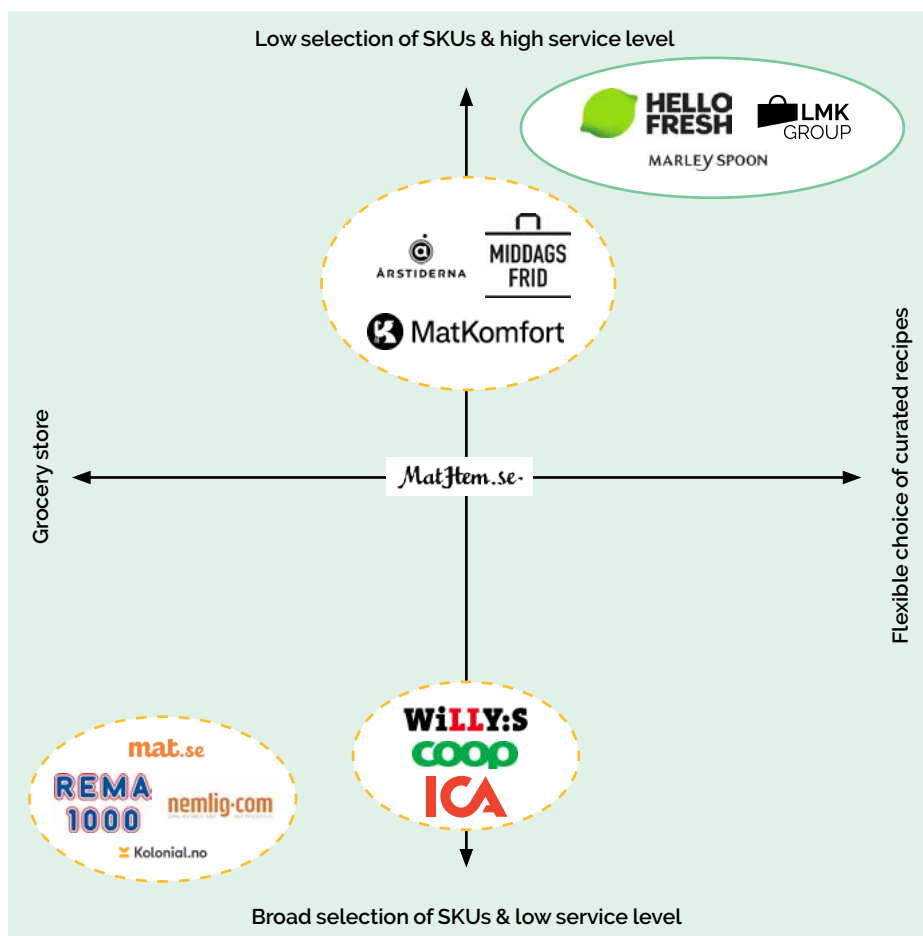 Low selection of SKUs & high service level
HELLO
FRESH
LMK
GROUP
MARLEY SPOON
ÅRSTIDERNA
MIDDAGS
FRID
MatKomfort
Grocery store
MatHem.se
Flexible choice of curated recipes
WiLLY:S
coop
ICA
mat.se
REMA
1000
nemlig.com
Kolonial.no
Broad selection of SKUs & low service level